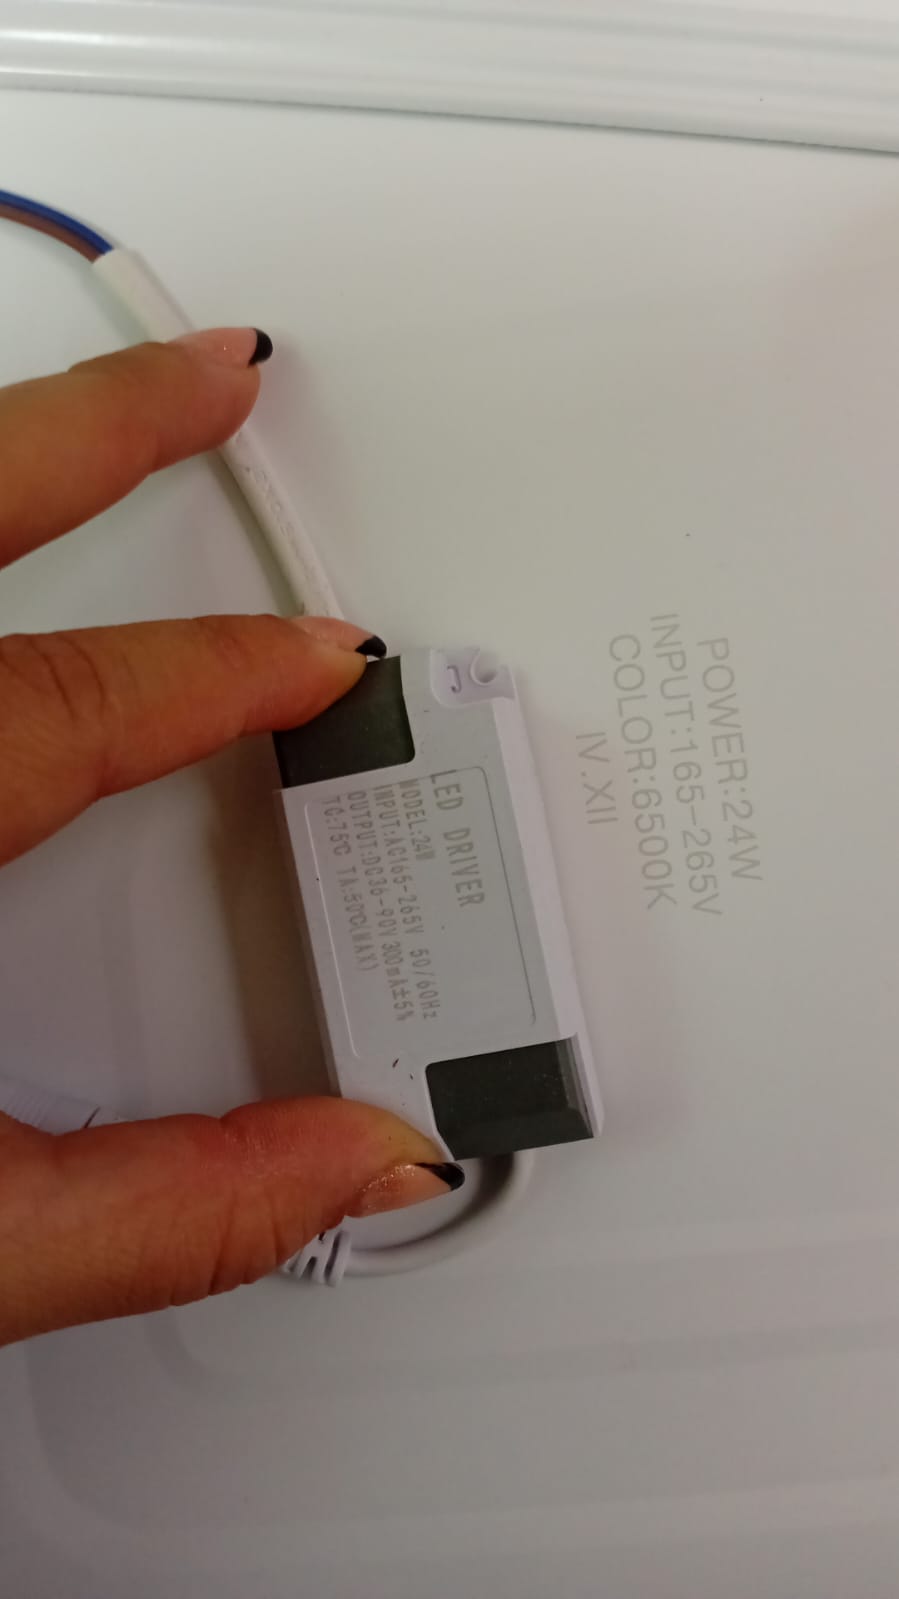 LED DRIVER
MODEL:24W
INPUT:AC165-265V 50/60Hz
OUTPUT:DC36-90V 300mA±5%
TC:75℃ TA:50℃(MAX)
POWER:24W
INPUT:165-265V
COLOR:6500K
IV.XII